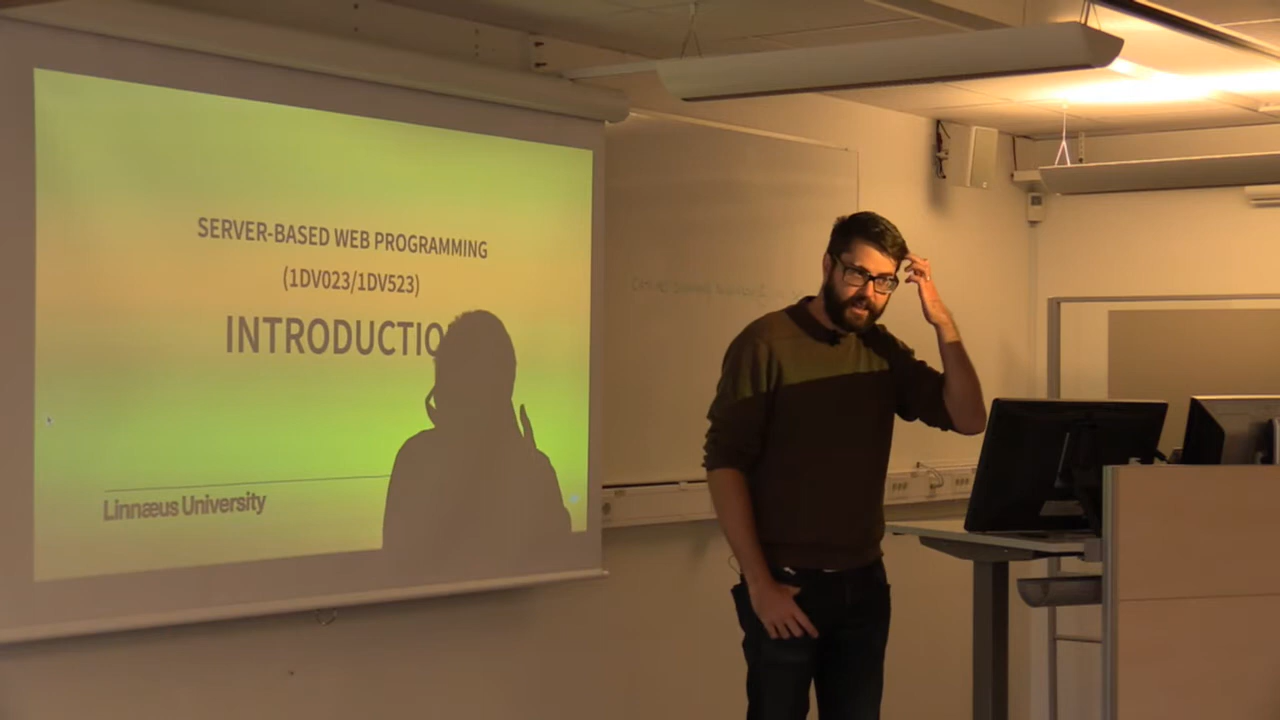 SERVER-BASED WEB PROGRAMMING
(1DV023/1DV523)
INTRODUCTIO
Linnæus University